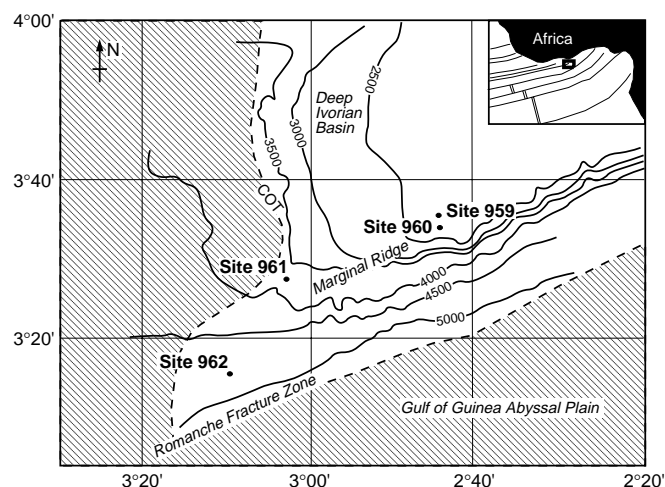 4°00'
N
Africa
2500
Deep
Ivorian
Basin
3000
3500
3°40'
COT
Site 959
Site 960
Marginal Ridge
Site 961
4000
4500
5000
3°20'
Site 962
Romanche Fracture Zone
Gulf of Guinea Abyssal Plain
3°20'
3°00'
2°40'
2°20'